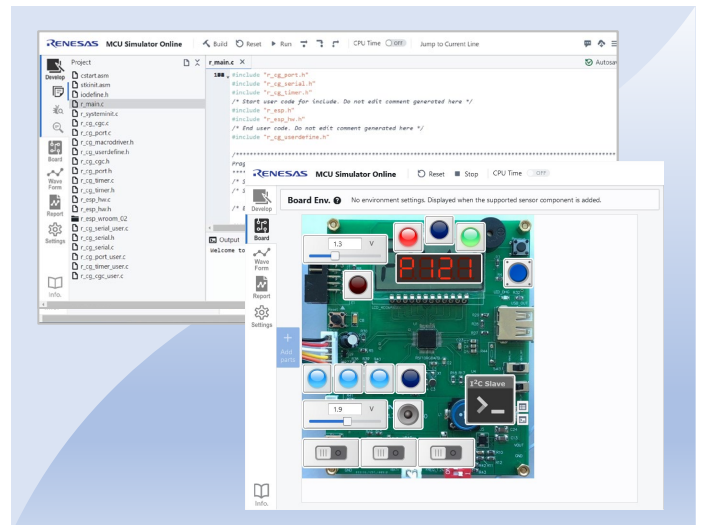 RENESAS MCU Simulator Online
Build Reset Run CPU Time OFF Jump to Current Line
Project
r_main.c
Develop
Board
Wave
Form
Report
Settings
Info.
cstart.asm
stkinit.asm
iodefine.h
r_main.c
r_systeminit.c
r_cg_cgc.c
r_cg_port.c
r_cg_macrodriver.h
r_cg_userdefine.h
r_cg_cgc.h
r_cg_port.h
r_cg_timer.c
r_cg_timer.h
r_esp_hw.c
r_esp_hw.h
r_esp_wroom_02
r_cg_serial_user.c
r_cg_serial.h
r_cg_serial.c
r_cg_port_user.c
r_cg_timer_user.c
r_cg_cgc_user.c
#include "r_cg_port.h"
#include "r_cg_serial.h"
#include "r_cg_timer.h"
/* Start user code for include. Do not edit comment generated here */
#include "r_esp.h"
#include "r_esp_hw.h"
/* End user code. Do not edit comment generated here */
#include "r_cg_userdefine.h"
Output
Welcome to
RENESAS MCU Simulator Online
Reset Stop CPU Time OFF
Develop
Board
Wave
Form
Report
Settings
Info.
Board Env. No environment settings. Displayed when the supported sensor component is added.
Add
parts
1.3 V
P121
1.9 V
I²C Slave